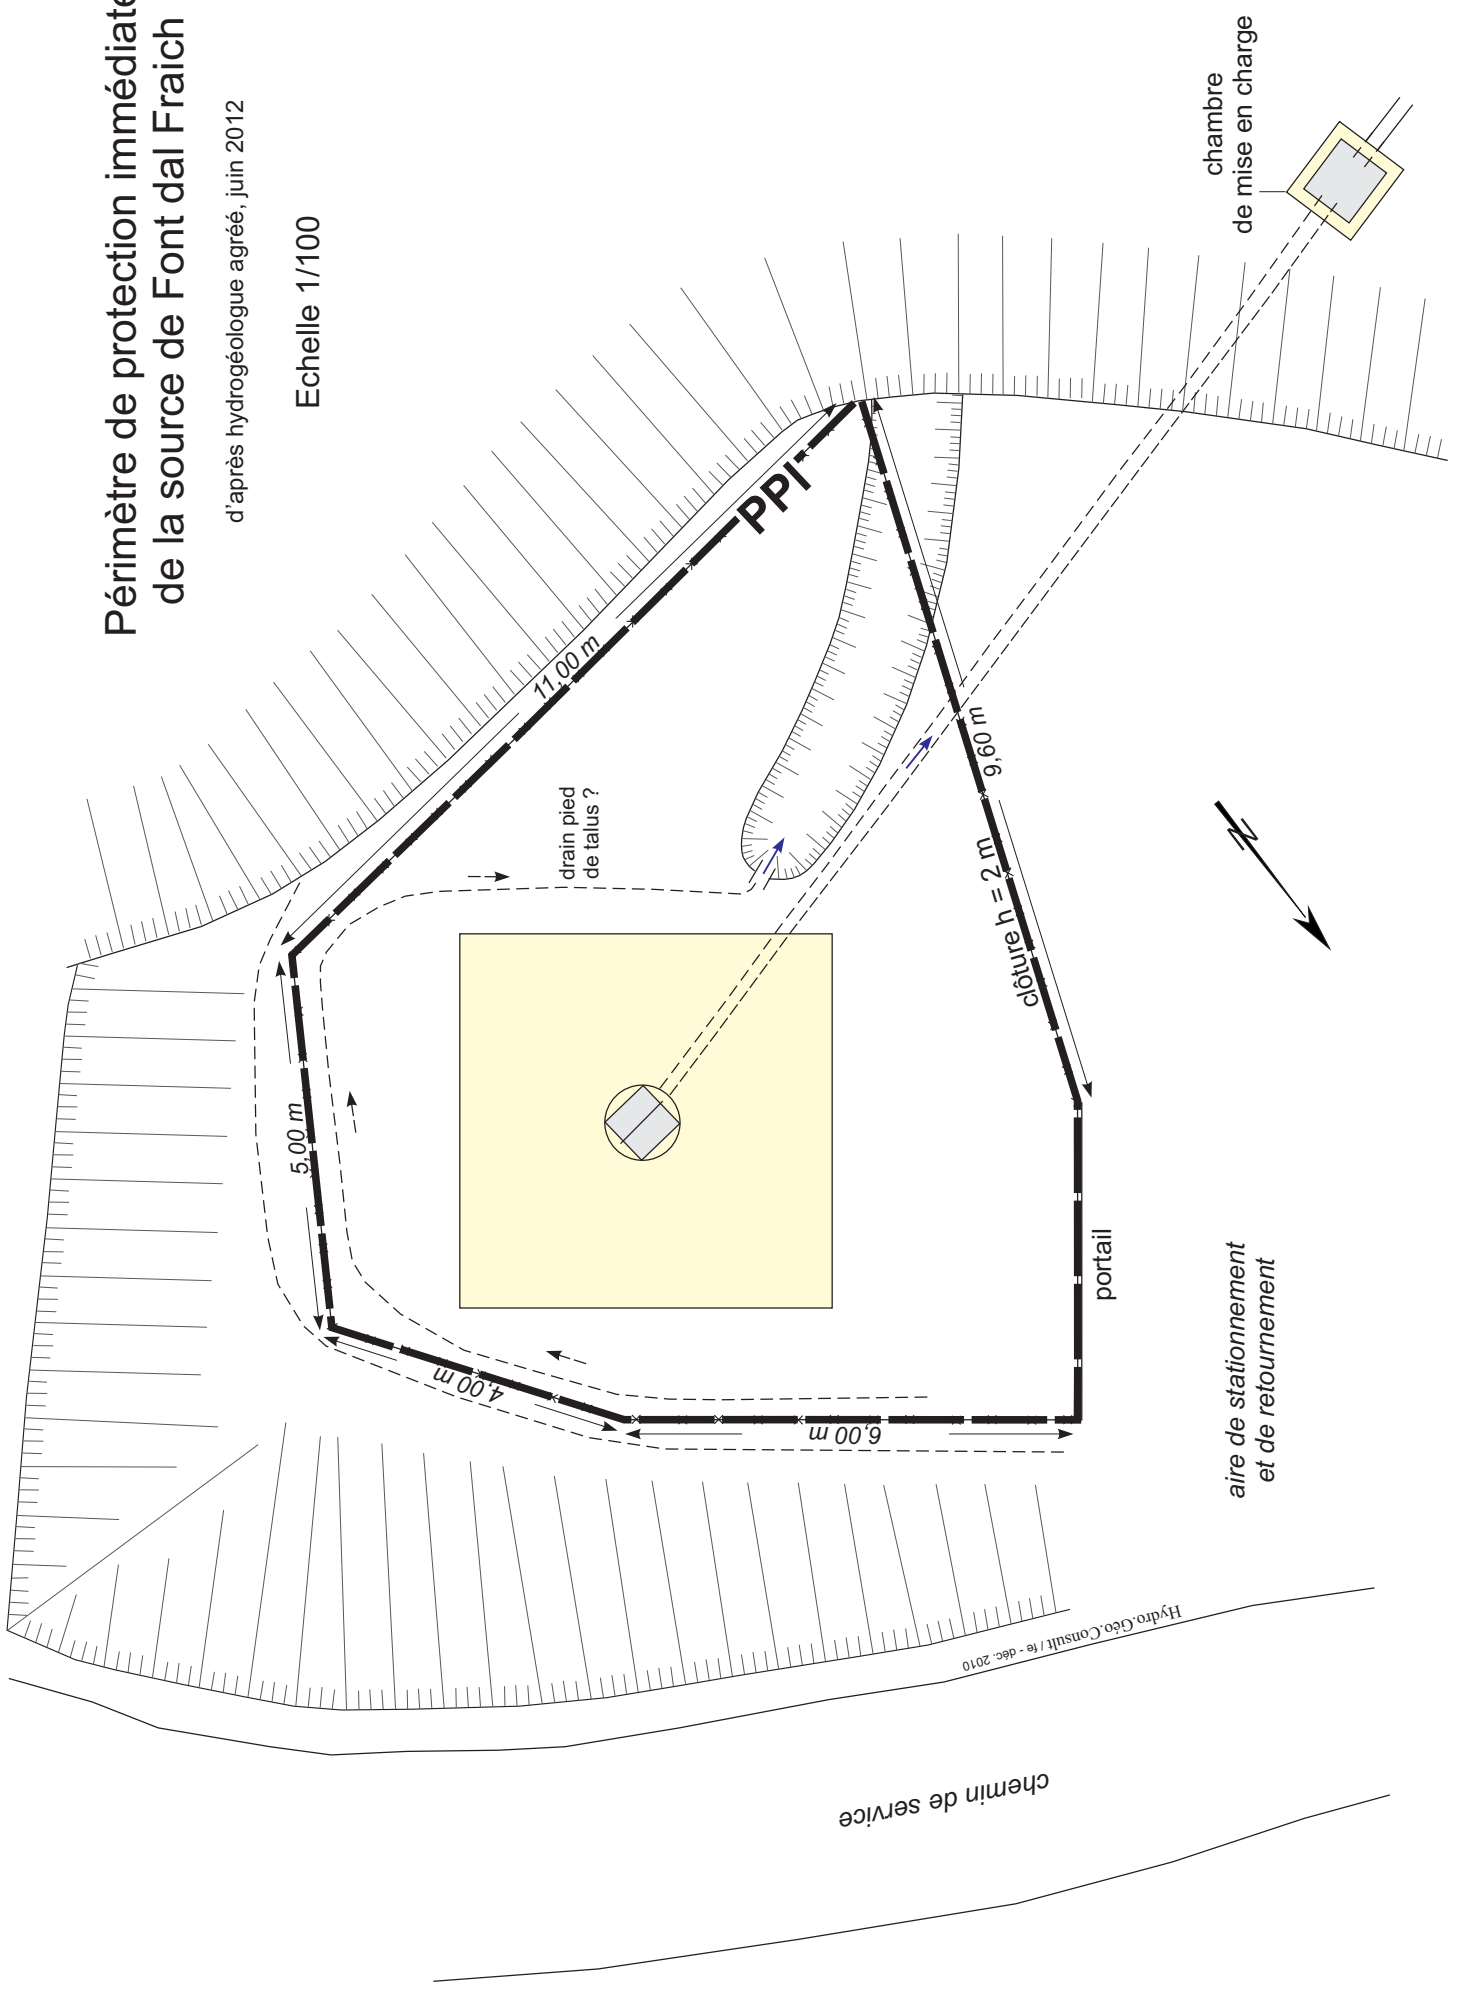 Périmètre de protection immédiate
de la source de Font dal Fraich
d'après hydrogéologue agréé, juin 2012
Echelle 1/100
chambre
de mise en charge
PPI
11,00 m
drain pied
de talus ?
9,60 m
clôture h = 2 m
5,00 m
4,00 m
6,00 m
portail
N
aire de stationnement
et de retournement
Hydro.Géo.Consult / fe - déc. 2010
chemin de service